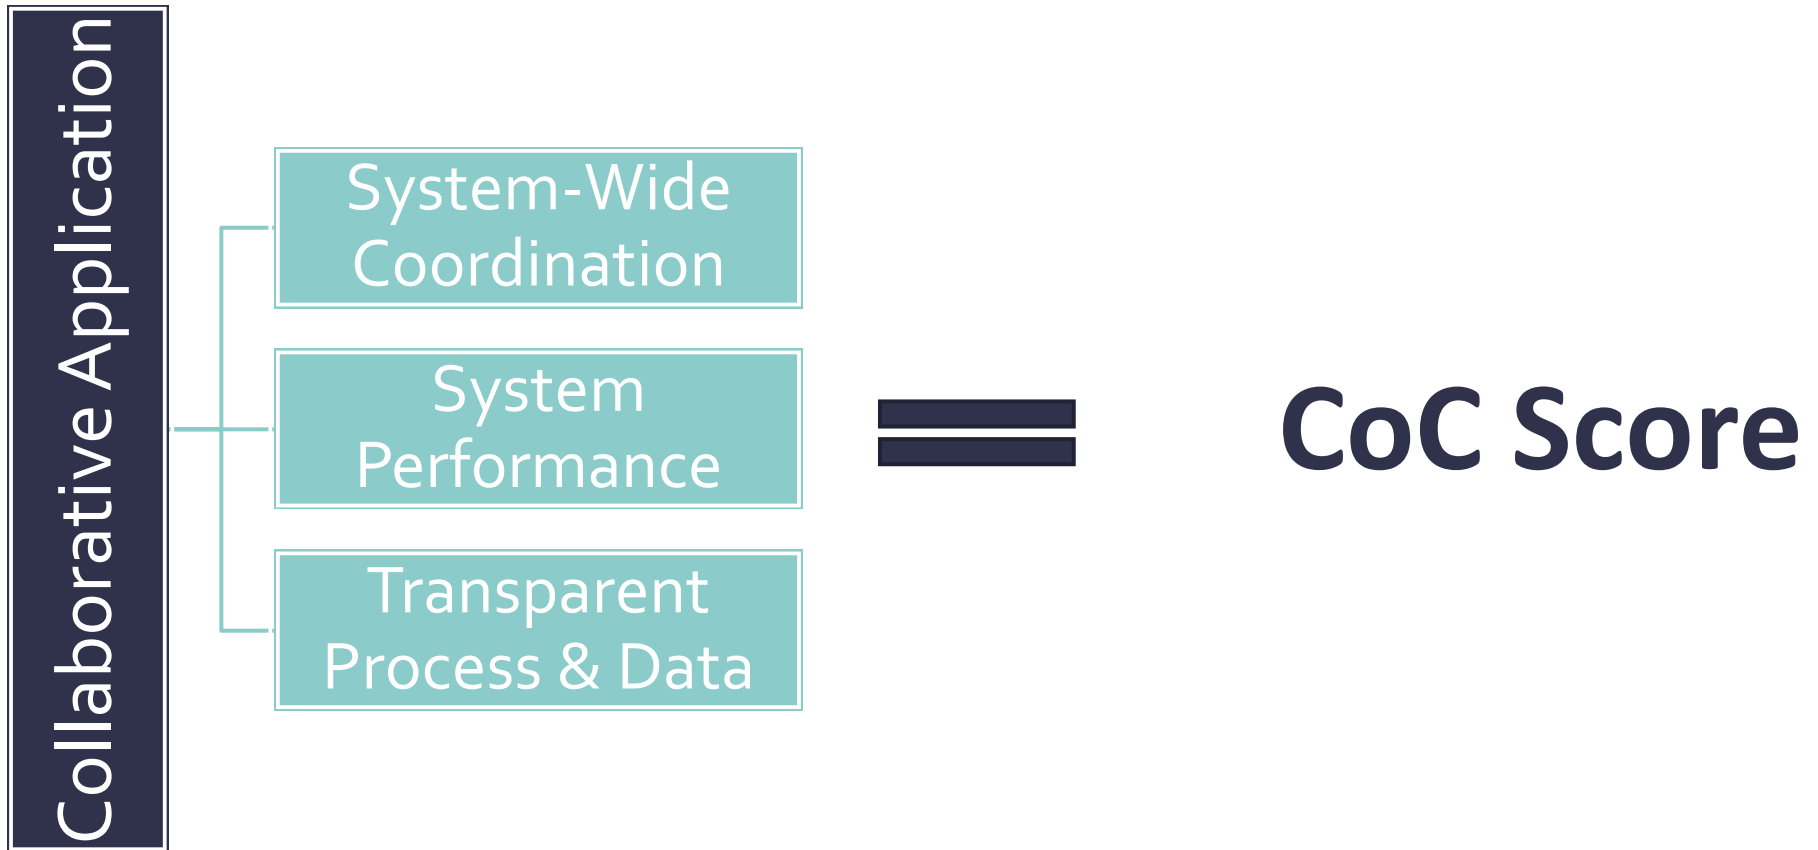 Collaborative Application
System-Wide
Coordination
System
Performance
Transparent
Process & Data
CoC Score